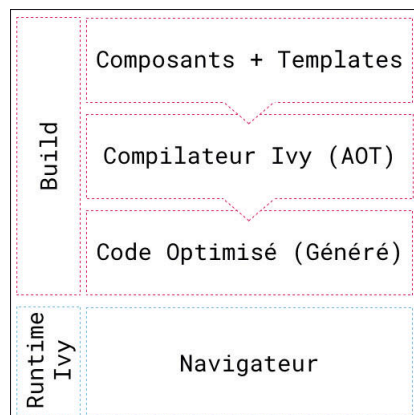 Build
Composants + Templates
Compilateur Ivy (AOT)
Code Optimisé (Généré)
Runtime
Ivy
Navigateur